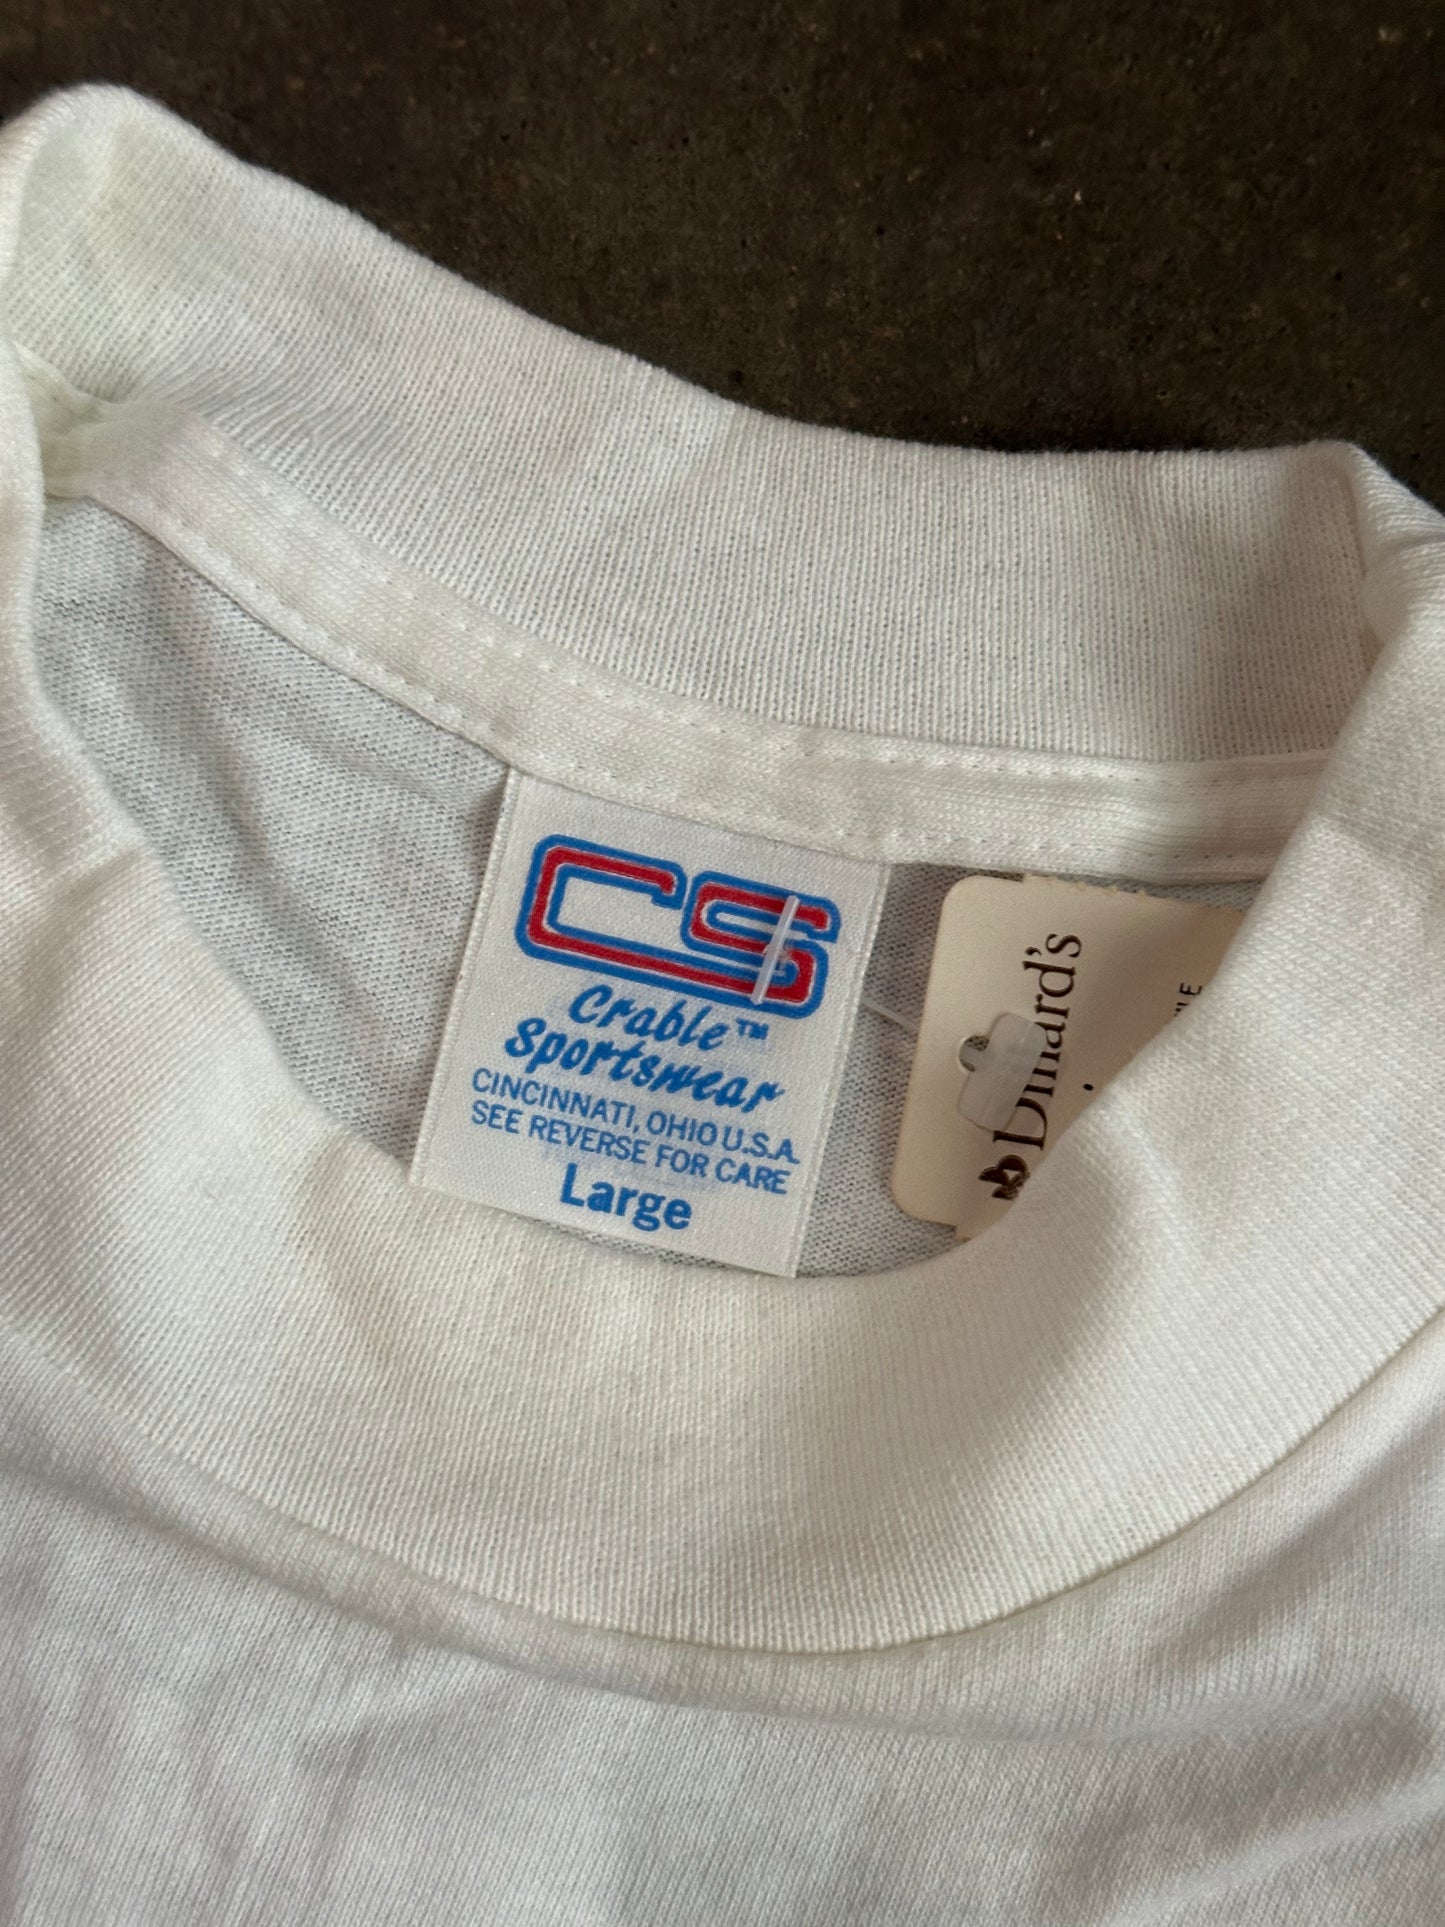 CS
Crable™
Sportswear
CINCINNATI, OHIO U.S.A.
SEE REVERSE FOR CARE
Large
Dillard's